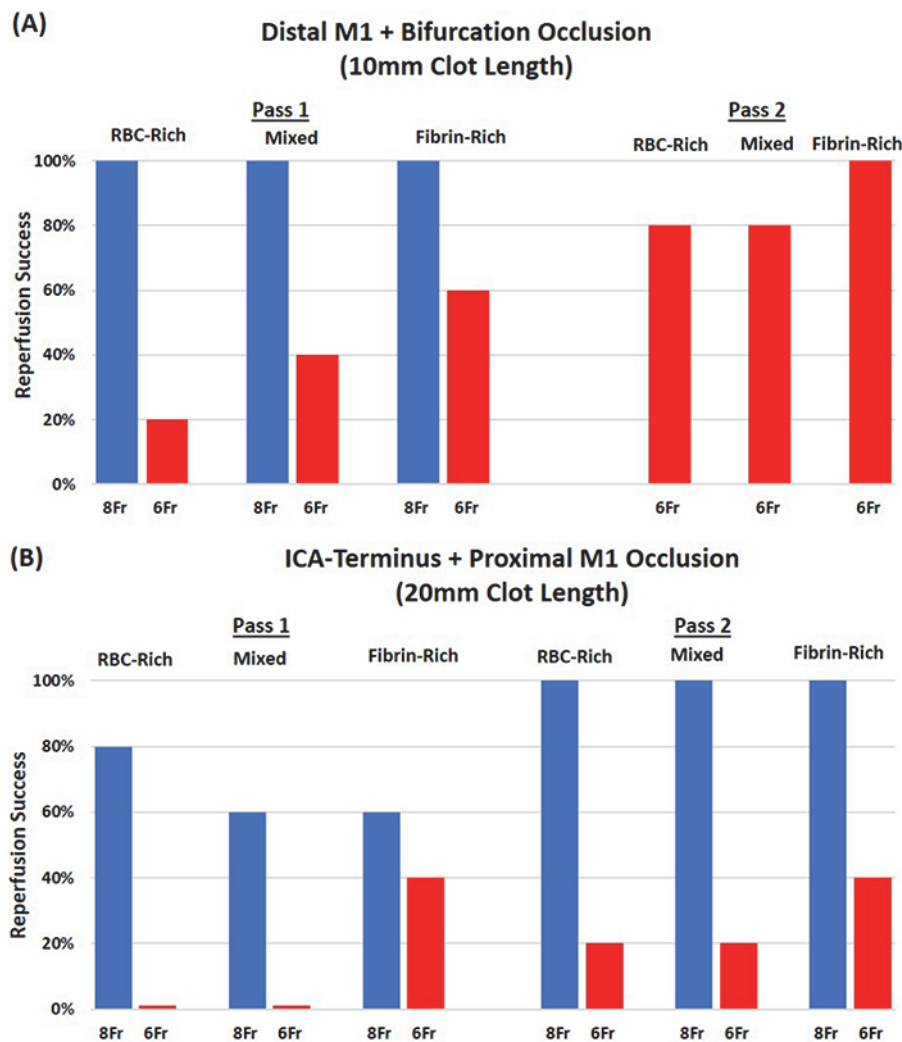 (A)
Distal M1 + Bifurcation Occlusion
(10mm Clot Length)
Pass 1
Pass 2
RBC-Rich Mixed Fibrin-Rich RBC-Rich Mixed Fibrin-Rich
Reperfusion Success
100%
80%
60%
40%
20%
0%
8Fr 6Fr 8Fr 6Fr 8Fr 6Fr 6Fr 6Fr 6Fr
(B)
ICA-Terminus + Proximal M1 Occlusion
(20mm Clot Length)
Pass 1
Pass 2
RBC-Rich Mixed Fibrin-Rich RBC-Rich Mixed Fibrin-Rich
Reperfusion Success
100%
80%
60%
40%
20%
0%
8Fr 6Fr 8Fr 6Fr 8Fr 6Fr 8Fr 6Fr 8Fr 6Fr 8Fr 6Fr